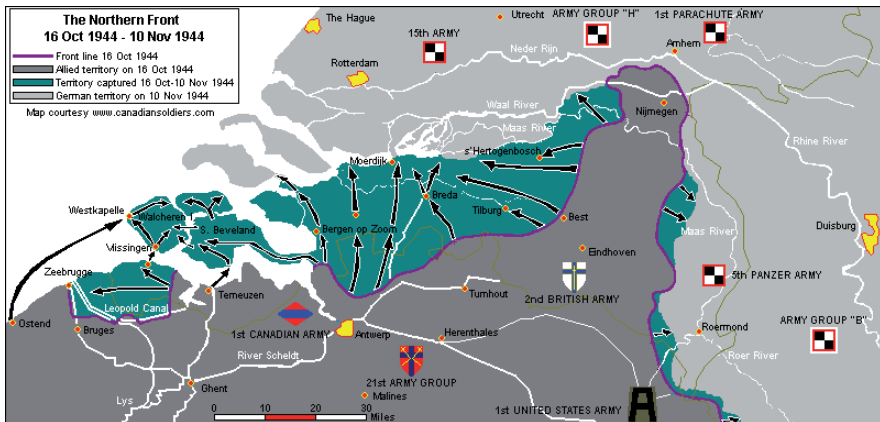 The Northern Front
16 Oct 1944 - 10 Nov 1944
Front line 16 Oct 1944
Allied territory on 16 Oct 1944
Territory captured 16 Oct-10 Nov 1944
German territory on 10 Nov 1944
Map courtesy www.canadiansoldiers.com
The Hague
Utrecht
ARMY GROUP "H"
1st PARACHUTE ARMY
15th ARMY
Neder Rijn
Arnhem
Rotterdam
Waal River
Nijmegen
Maas River
Rhine River
Moerdijk
s'Hertogenbosch
Westkapelle
Walcheren I.
Breda
S. Beveland
Tilburg
Best
Maas River
Duisburg
Bergen op Zoom
Vlissingen
Eindhoven
Zeebrugge
5th PANZER ARMY
Terneuzen
Turnhout
2nd BRITISH ARMY
Leopold Canal
Ostend
Bruges
1st CANADIAN ARMY
Antwerp
Herenthales
Roermond
ARMY GROUP "B"
River Scheldt
Roer River
Ghent
21st ARMY GROUP
Malines
Lys
1st UNITED STATES ARMY
0 10 20 30
Miles